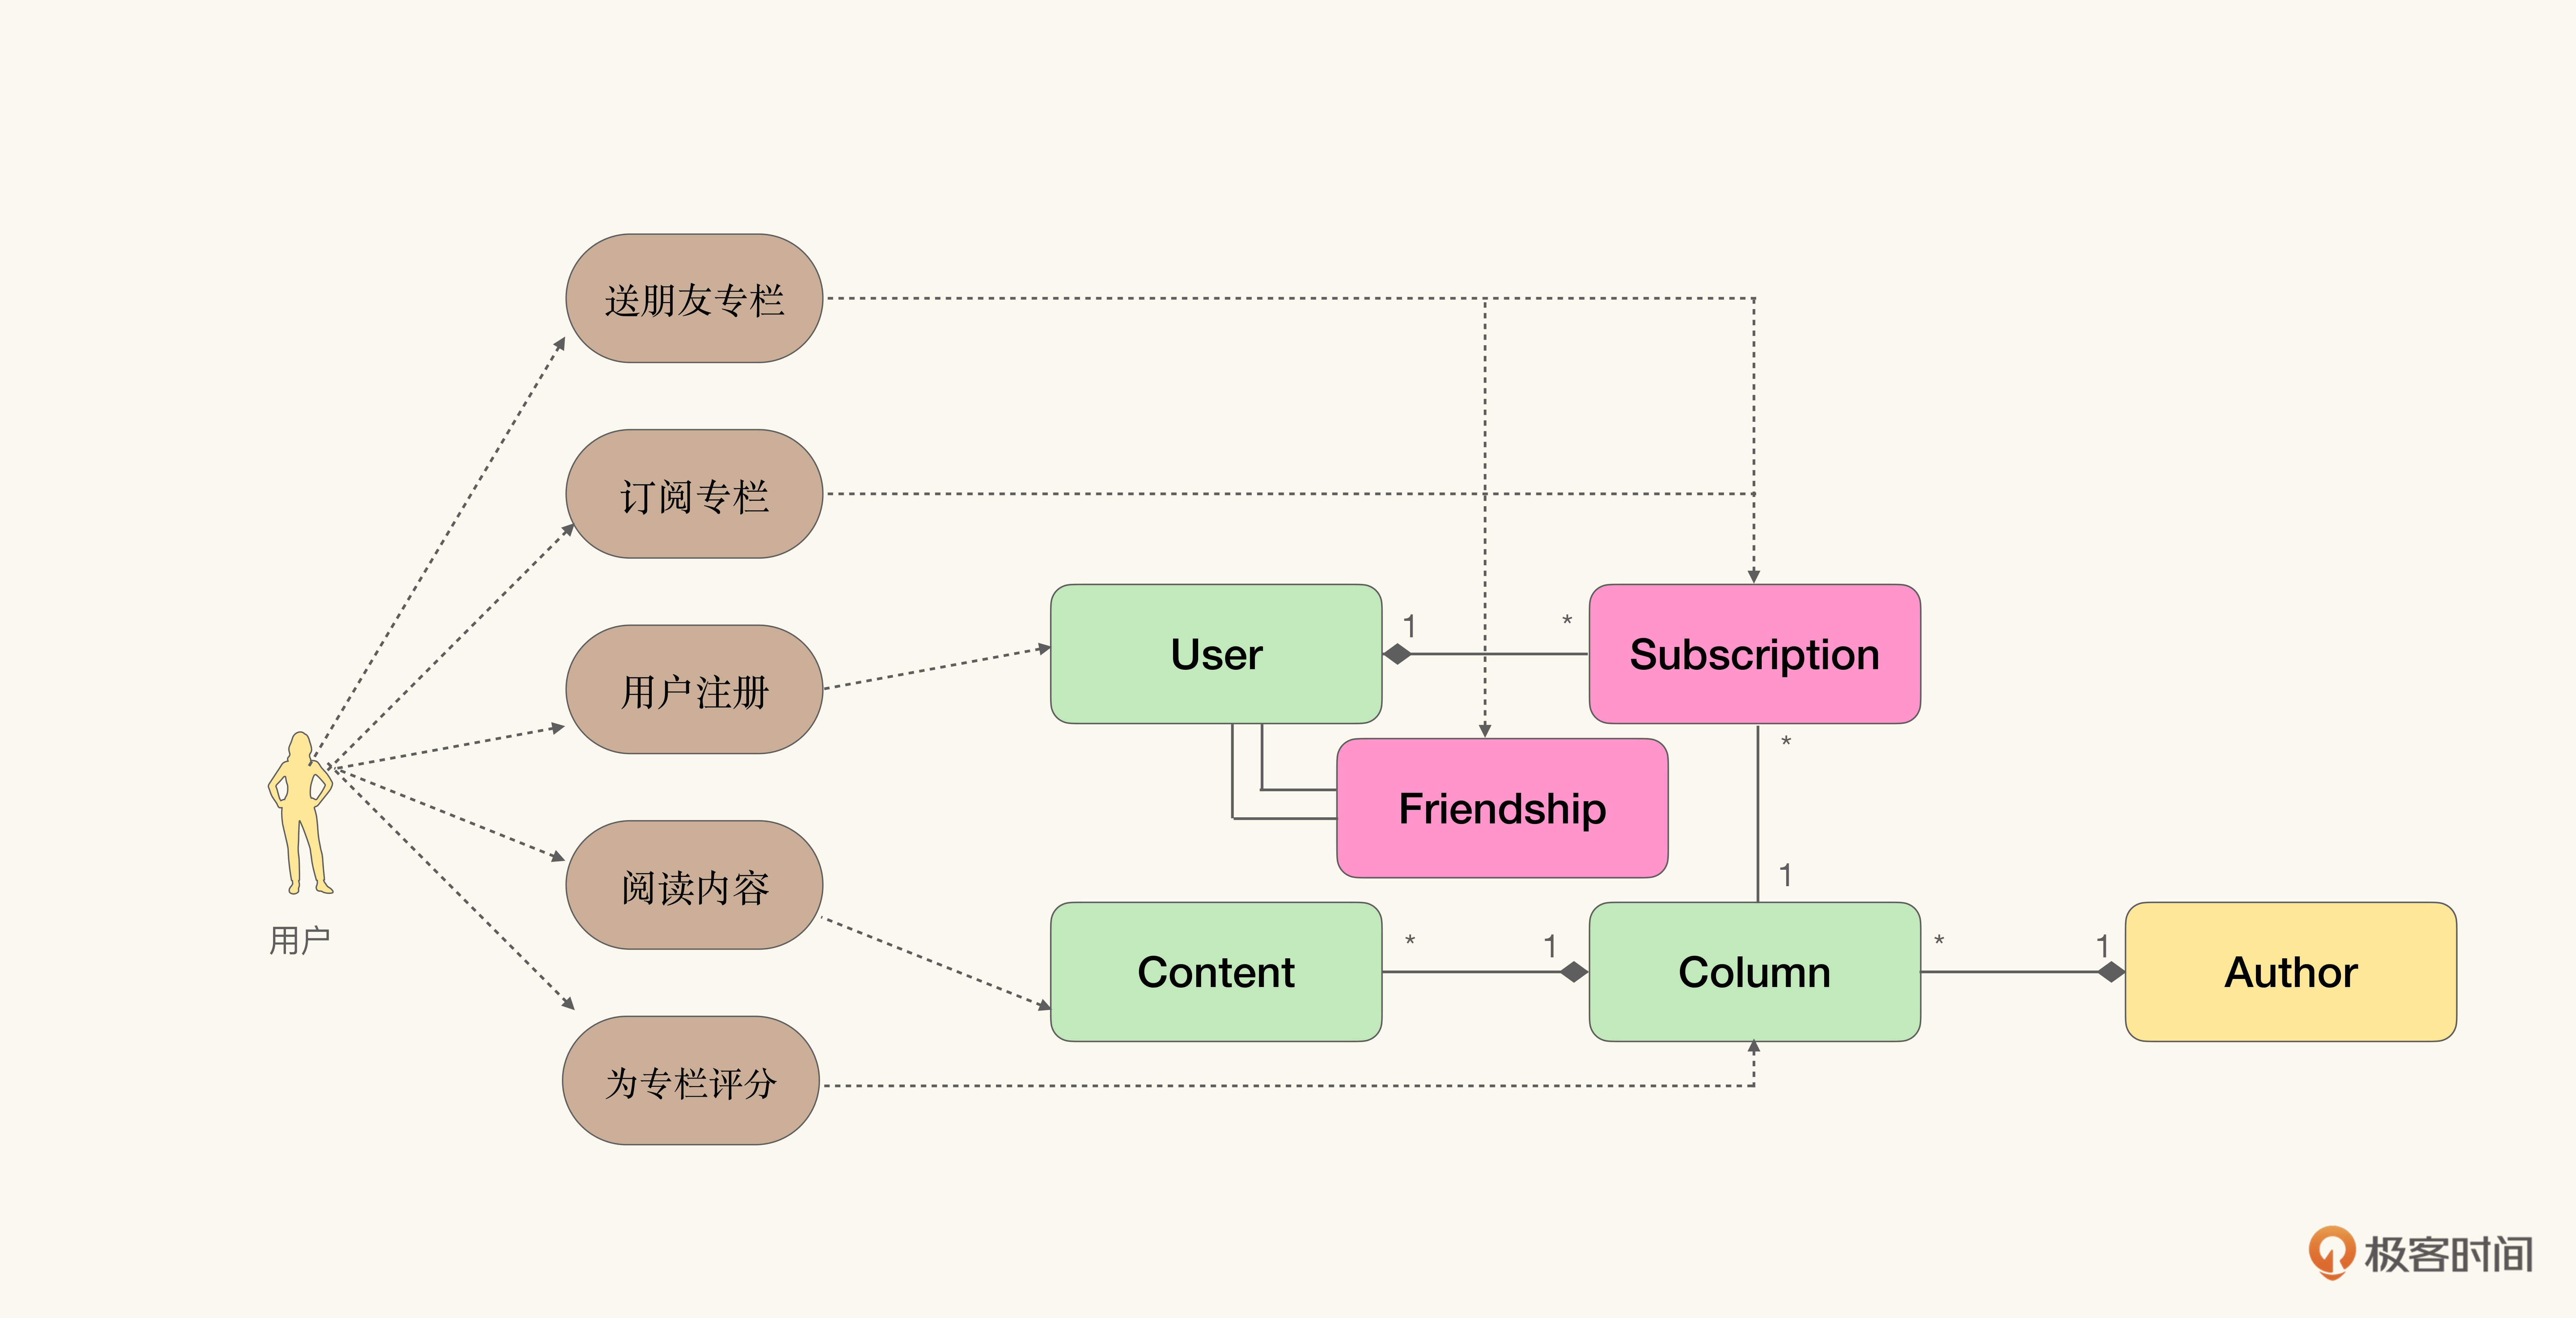 送朋友专栏
订阅专栏
用户注册
阅读内容
为专栏评分
用户
User
1
*
Subscription
Friendship
*
1
Content
*
1
Column
*
1
Author
极客时间